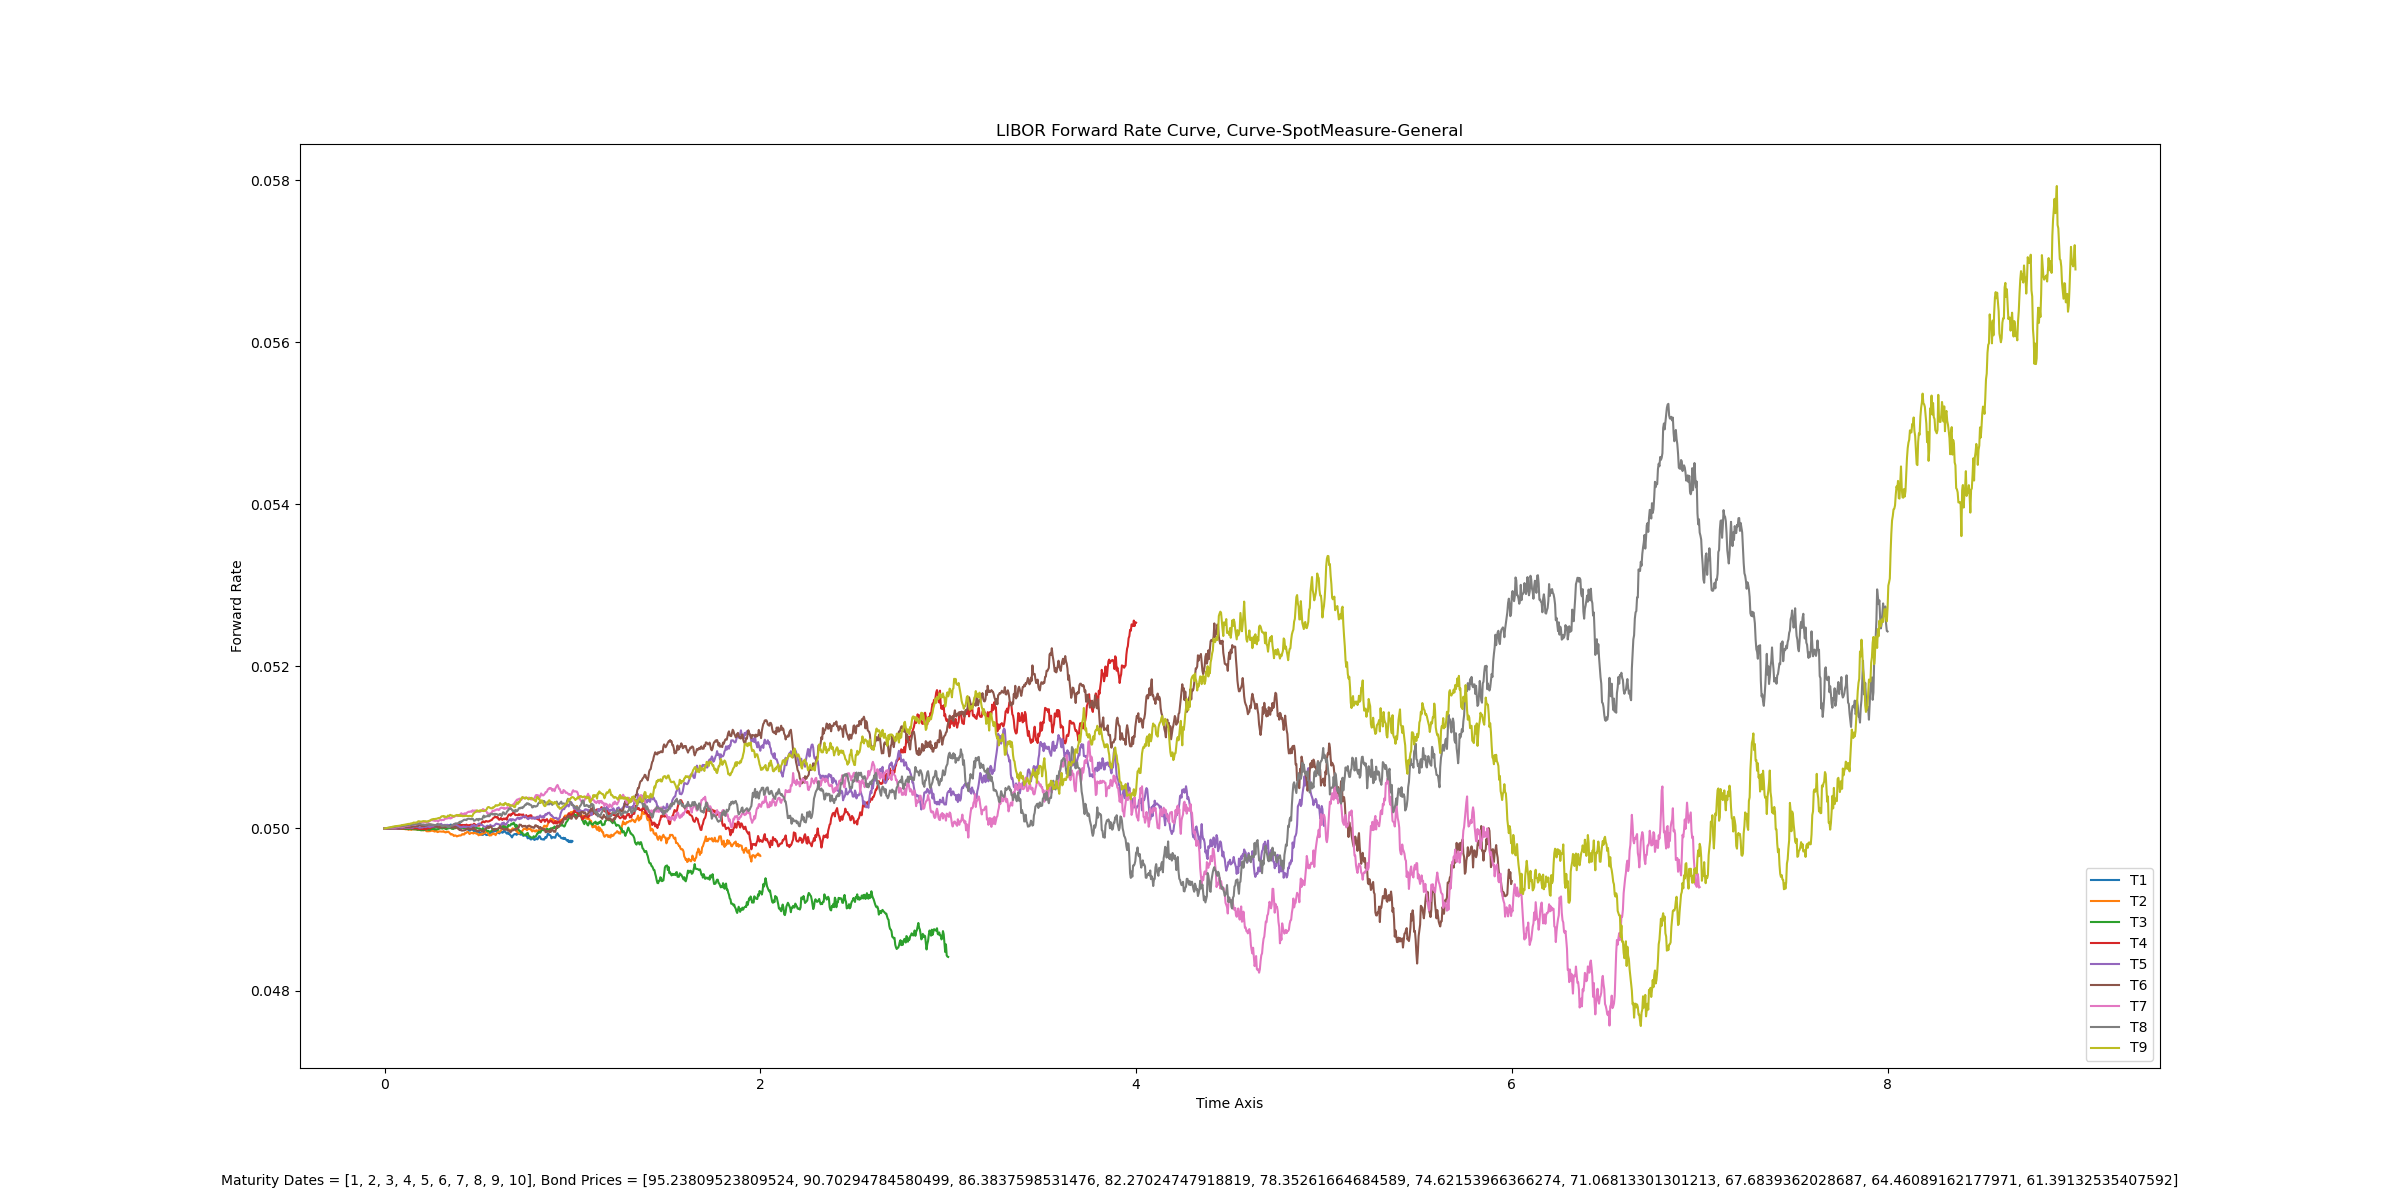 LIBOR Forward Rate Curve, Curve-SpotMeasure-General
0.058
0.056
0.054
0.052
0.050
0.048
Forward Rate
0 2 4 6 8
Time Axis
T1
T2
T3
T4
T5
T6
T7
T8
T9
Maturity Dates = [1, 2, 3, 4, 5, 6, 7, 8, 9, 10], Bond Prices = [95.23809523809524, 90.70294784580499, 86.3837598531476, 82.27024747918819, 78.35261664684589, 74.62153966366274, 71.06813301301213, 67.6839362028687, 64.46089162177971, 61.39132535407592]